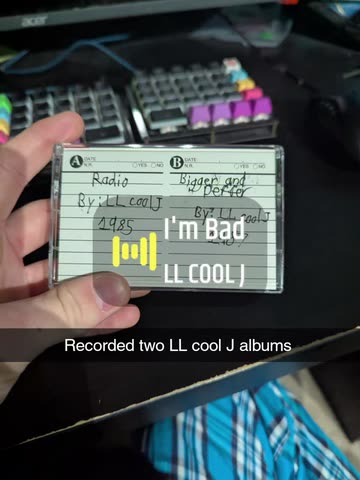 acer
A DATE
N.R. YES NO
Radio
By: LL cool J
1985
B DATE:
N.R. YES NO
Bigger and
Deffer
By: LL cool J
I'm Bad
LL COOL J
Recorded two LL cool J albums